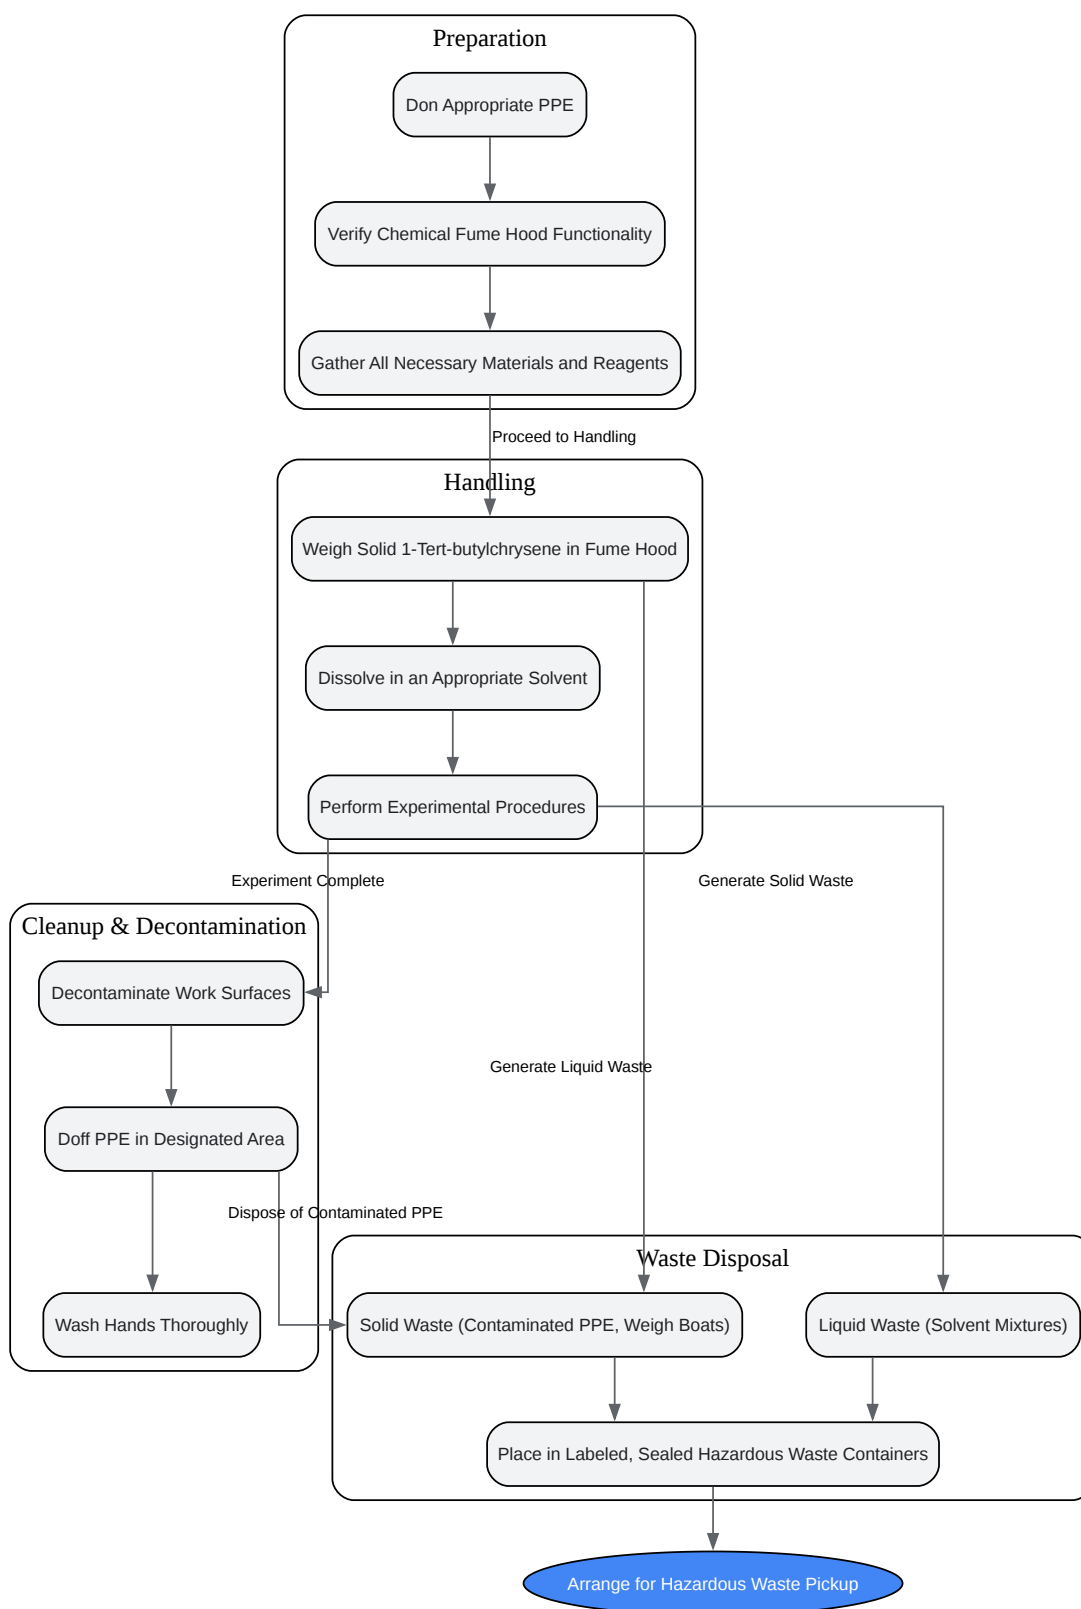 Preparation
Don Appropriate PPE
Verify Chemical Fume Hood Functionality
Gather All Necessary Materials and Reagents
Proceed to Handling
Handling
Weigh Solid 1-Tert-butylchrysene in Fume Hood
Dissolve in an Appropriate Solvent
Perform Experimental Procedures
Experiment Complete
Generate Solid Waste
Cleanup & Decontamination
Decontaminate Work Surfaces
Generate Liquid Waste
Doff PPE in Designated Area
Dispose of Contaminated PPE
Waste Disposal
Wash Hands Thoroughly
Solid Waste (Contaminated PPE, Weigh Boats)
Liquid Waste (Solvent Mixtures)
Place in Labeled, Sealed Hazardous Waste Containers
Arrange for Hazardous Waste Pickup